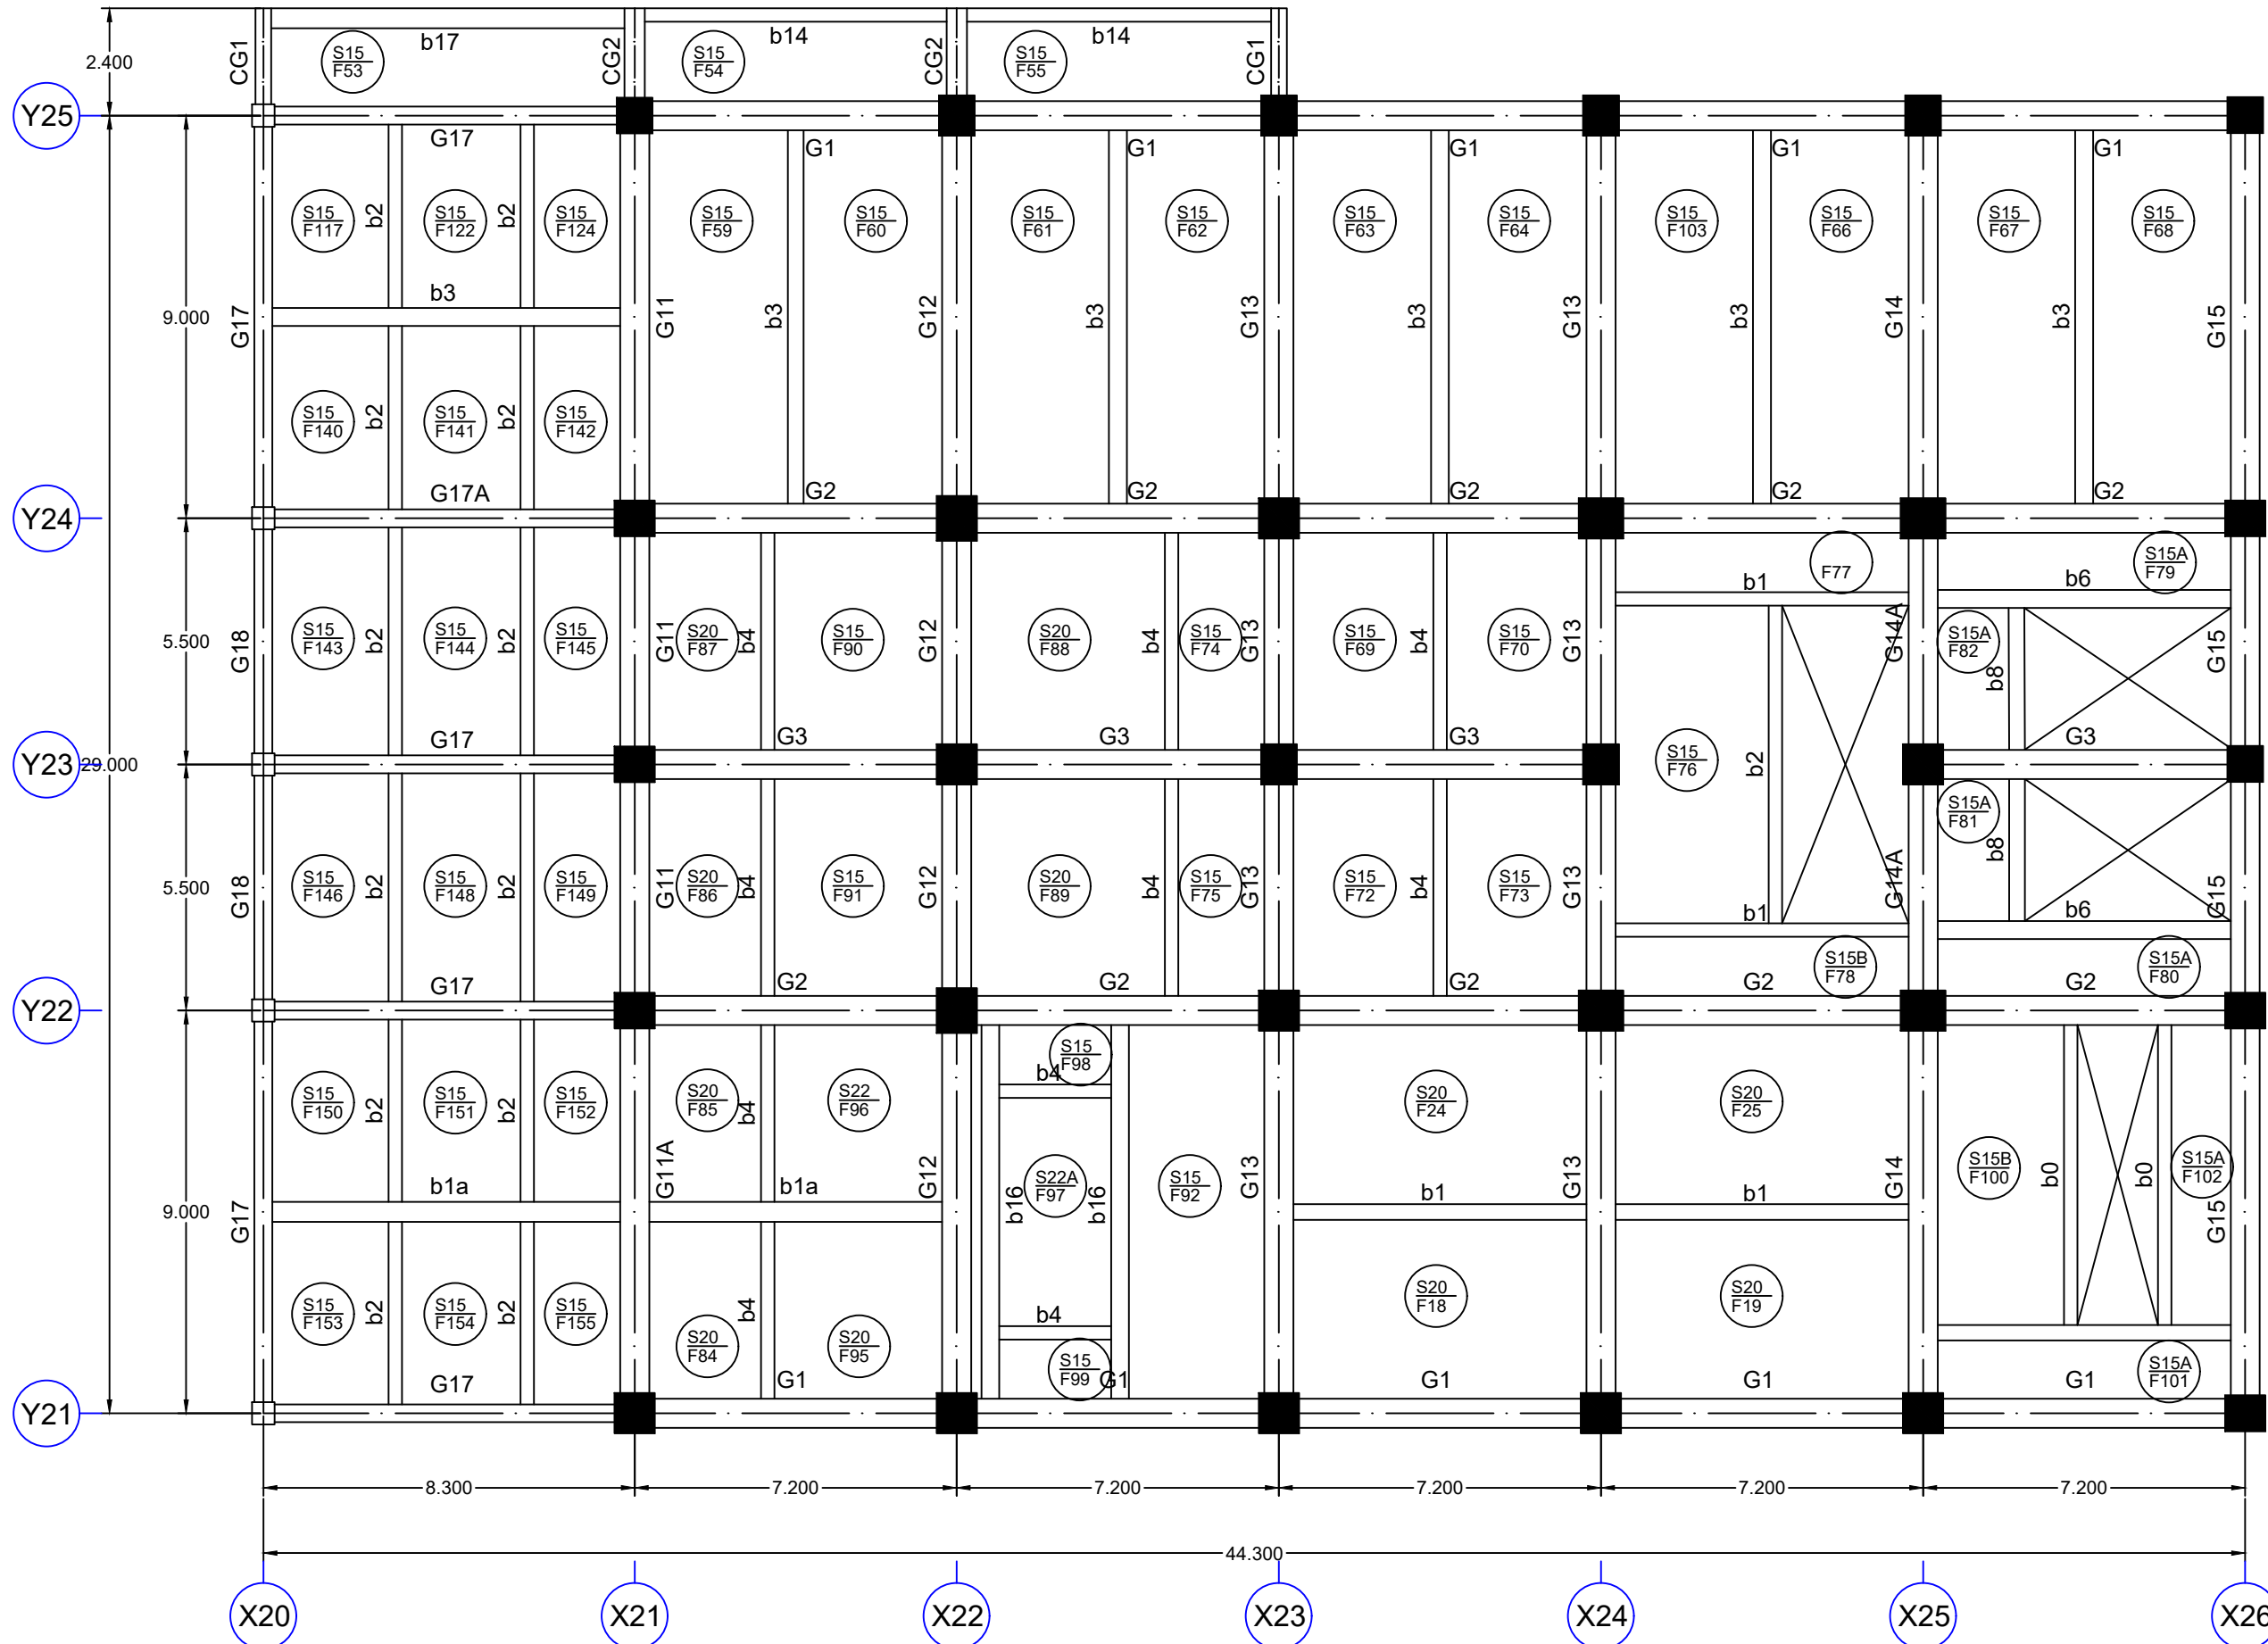 b17
b14
b14
CG1
CG2
CG2
CG1
S15
F53
S15
F54
S15
F55
2.400
Y25
G17
G1
G1
G1
G1
G1
S15
F117
b2
S15
F122
b2
S15
F124
S15
F59
S15
F60
S15
F61
S15
F62
S15
F63
S15
F64
S15
F103
S15
F66
S15
F67
S15
F68
b3
9.000
G17
G11
b3
G12
b3
G13
b3
G13
b3
G14
b3
G15
S15
F140
b2
S15
F141
b2
S15
F142
G17A
G2
G2
G2
G2
G2
Y24
F77
S15A
F79
b1
b6
5.500
G18
S15
F143
b2
S15
F144
b2
S15
F145
G11
S20
F87
b4
S15
F90
G12
S20
F88
b4
S15
F74
G13
S15
F69
b4
S15
F70
G13
G14A
S15A
F82
b8
G15
G17
G3
G3
G3
G3
Y23
29.000
S15
F76
b2
S15A
F81
b8
5.500
G18
S15
F146
b2
S15
F148
b2
S15
F149
G11
S20
F86
b4
S15
F91
G12
S20
F89
b4
S15
F75
G13
S15
F72
b4
S15
F73
G13
G14A
G15
b1
b6
S15B
F78
S15A
F80
G17
G2
G2
G2
G2
G2
Y22
S15
F98
b4
S15
F150
b2
S15
F151
b2
S15
F152
S20
F85
b4
S22
F96
S20
F24
S20
F25
9.000
G17
b1a
G11A
b1a
G12
b16
S22A
F97
b16
S15
F92
G13
b1
G13
b1
G14
S15B
F100
b0
b0
S15A
F102
G15
S15
F153
b2
S15
F154
b2
S15
F155
S20
F84
b4
S20
F95
b4
S15
F99
S20
F18
S20
F19
S15A
F101
G17
G1
G1
G1
G1
G1
Y21
8.300
7.200
7.200
7.200
7.200
7.200
44.300
X20
X21
X22
X23
X24
X25
X26